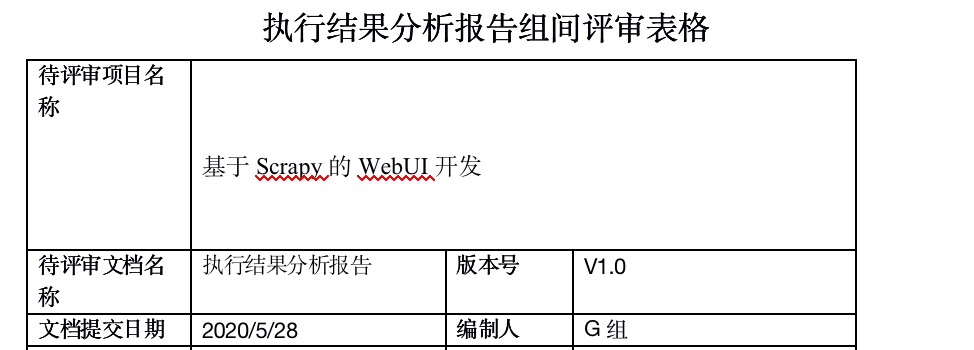 执行结果分析报告组间评审表格
待评审项目名
称
基于 Scrapy 的 WebUI 开发
待评审文档名
称
执行结果分析报告
版本号
V1.0
文档提交日期
2020/5/28
编制人
G 组